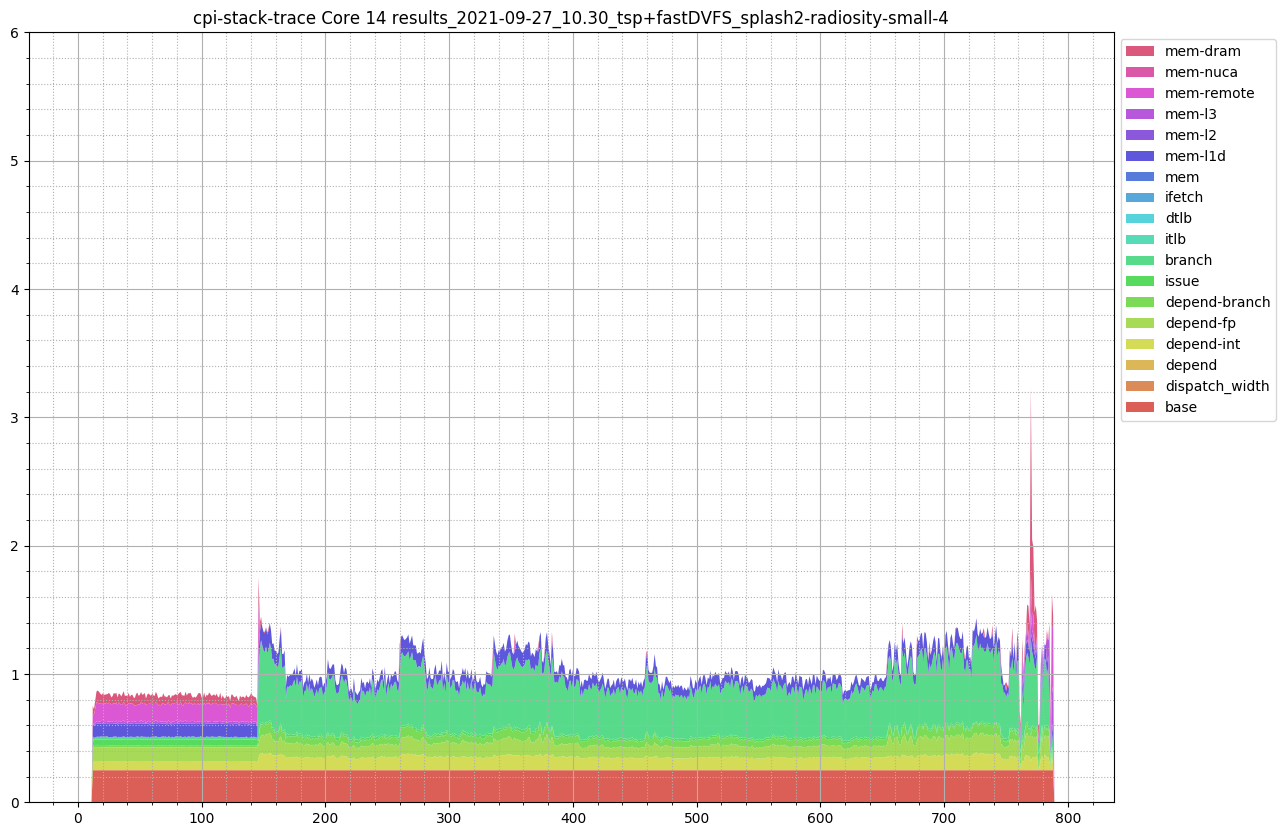 cpi-stack-trace Core 14 results_2021-09-27_10.30_tsp+fastDVFS_splash2-radiosity-small-4
6
5
4
3
2
1
0
0 100 200 300 400 500 600 700 800
mem-dram
mem-nuca
mem-remote
mem-l3
mem-l2
mem-l1d
mem
ifetch
dtlb
itlb
branch
issue
depend-branch
depend-fp
depend-int
depend
dispatch_width
base